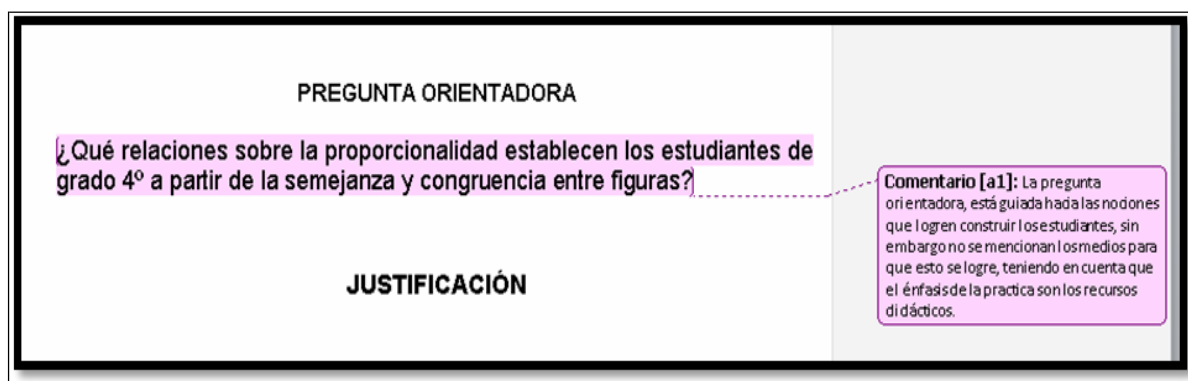 PREGUNTA ORIENTADORA
¿Qué relaciones sobre la proporcionalidad establecen los estudiantes de
grado 4º a partir de la semejanza y congruencia entre figuras?
Comentario [a1]: La pregunta
orientadora, está guiada hacia las nociones
que logren construir los estudiantes, sin
embargo no se mencionan los medios para
que esto se logre, teniendo en cuenta que
el énfasis de la practica son los recursos
didácticos.
JUSTIFICACIÓN